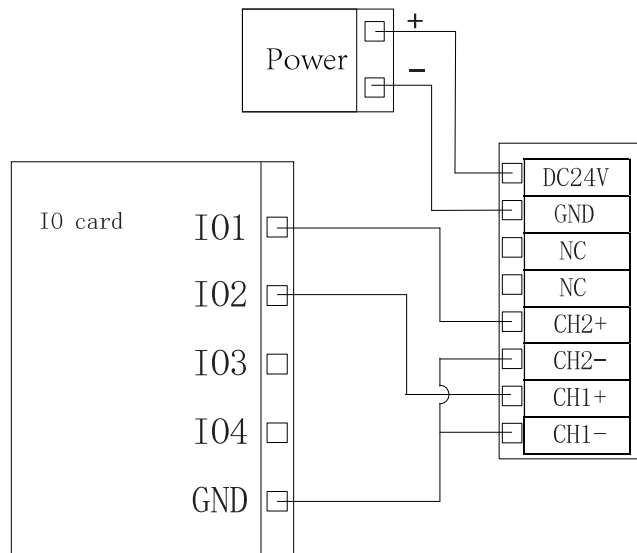 +
Power
-
IO card
IO1
IO2
IO3
IO4
GND
DC24V
GND
NC
NC
CH2+
CH2-
CH1+
CH1-